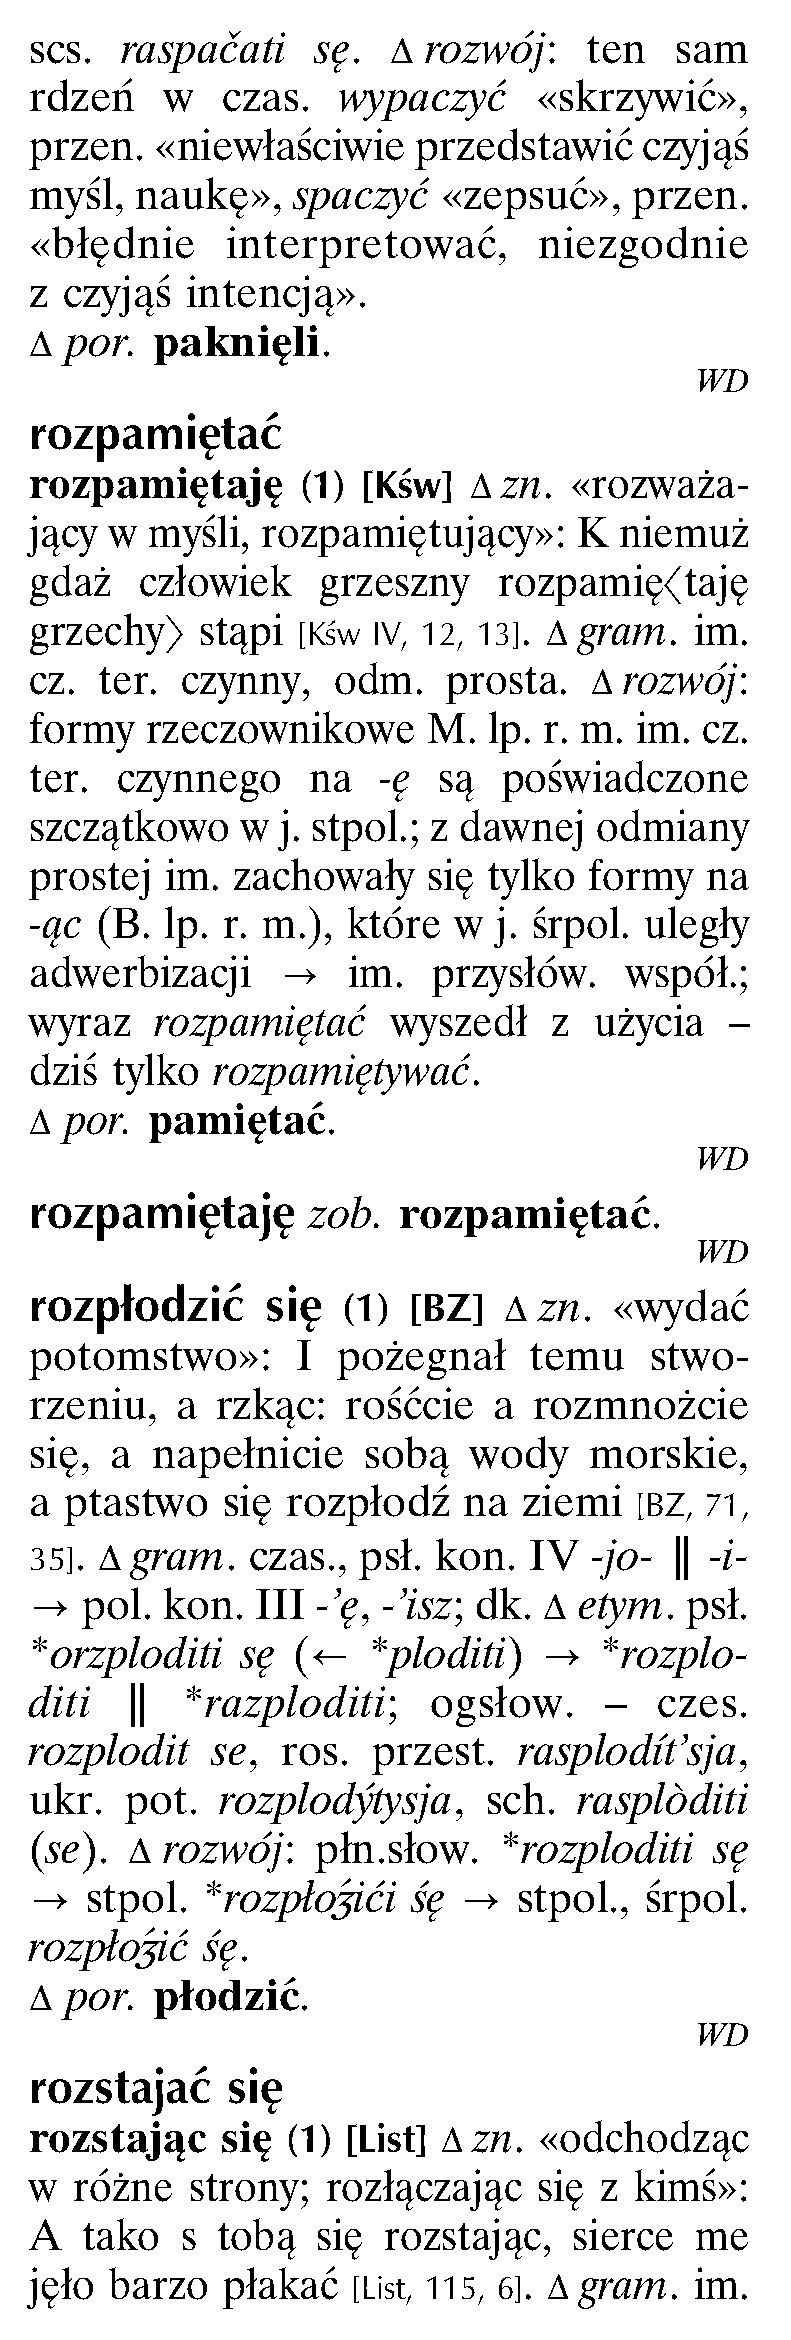 scs. raspačati sę. Δ rozwój: ten sam
rdzeń w czas. wypaczyć «skrzywić»,
przen. «niewłaściwie przedstawić czyjąś
myśl, naukę», spaczyć «zepsuć», przen.
«błędnie interpretować, niezgodnie
z czyjąś intencją».
Δ por. paknięli.
WD
rozpamiętać
rozpamiętaję (1) [Kśw] Δ zn. «rozważa-
jący w myśli, rozpamiętujący»: K niemuż
gdaż człowiek grzeszny rozpamię〈taję
grzechy〉 stąpi [Kśw IV, 12, 13]. Δ gram. im.
cz. ter. czynny, odm. prosta. Δ rozwój:
formy rzeczownikowe M. lp. r. m. im. cz.
ter. czynnego na -ę są poświadczone
szczątkowo w j. stpol.; z dawnej odmiany
prostej im. zachowały się tylko formy na
-ąc (B. lp. r. m.), które w j. śrpol. uległy
adwerbizacji → im. przysłów. współ.;
wyraz rozpamiętać wyszedł z użycia –
dziś tylko rozpamiętywać.
Δ por. pamiętać.
WD
rozpamiętaję zob. rozpamiętać.
WD
rozpłodzić się (1) [BZ] Δ zn. «wydać
potomstwo»: I pożegnał temu stwo-
rzeniu, a rzkąc: rośćcie a rozmnożcie
się, a napełnicie sobą wody morskie,
a ptastwo się rozpłodź na ziemi [BZ, 71,
35]. Δ gram. czas., psł. kon. IV -jo- ‖ -i-
→ pol. kon. III -’ę, -’isz; dk. Δ etym. psł.
*orzploditi sę (← *ploditi) → *rozplo-
diti ‖ *razploditi; ogsłow. – czes.
rozplodit se, ros. przest. rasplodít’sja,
ukr. pot. rozplodýtysja, sch. rasplòditi
(se). Δ rozwój: płn.słow. *rozploditi sę
→ stpol. *rozpłoʒ́ići śę → stpol., śrpol.
rozpłoʒ́ić śę.
Δ por. płodzić.
WD
rozstajać się
rozstając się (1) [List] Δ zn. «odchodząc
w różne strony; rozłączając się z kimś»:
A tako s tobą się rozstając, sierce me
jęło barzo płakać [List, 115, 6]. Δ gram. im.